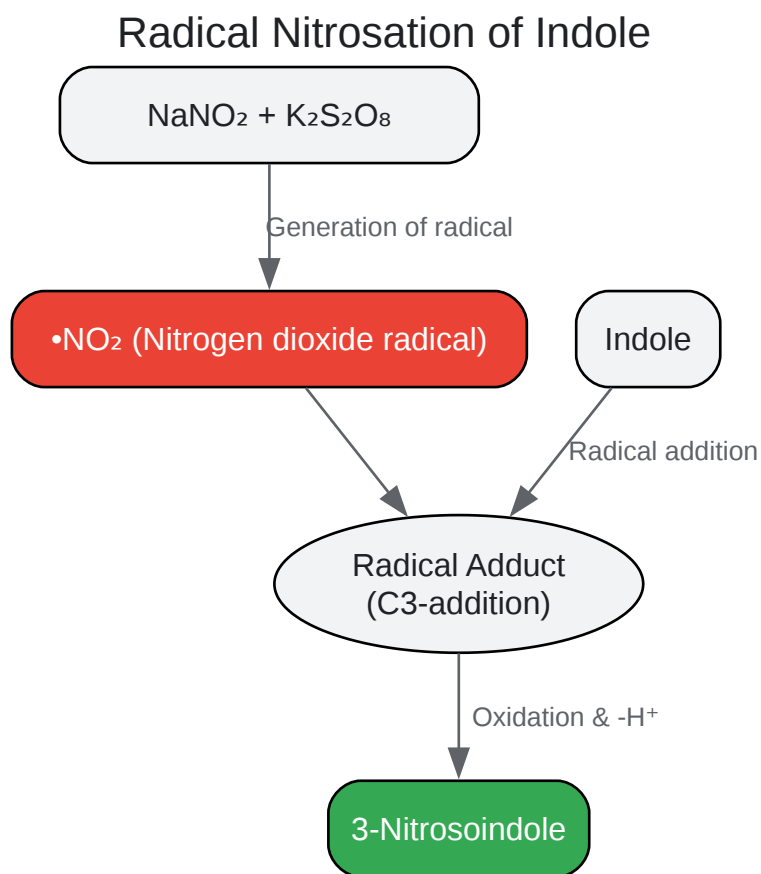 Radical Nitrosation of Indole
NaNO₂ + K₂S₂O₈
Generation of radical
•NO₂ (Nitrogen dioxide radical)
Indole
Radical addition
Radical Adduct
(C3-addition)
Oxidation & -H⁺
3-Nitrosoindole